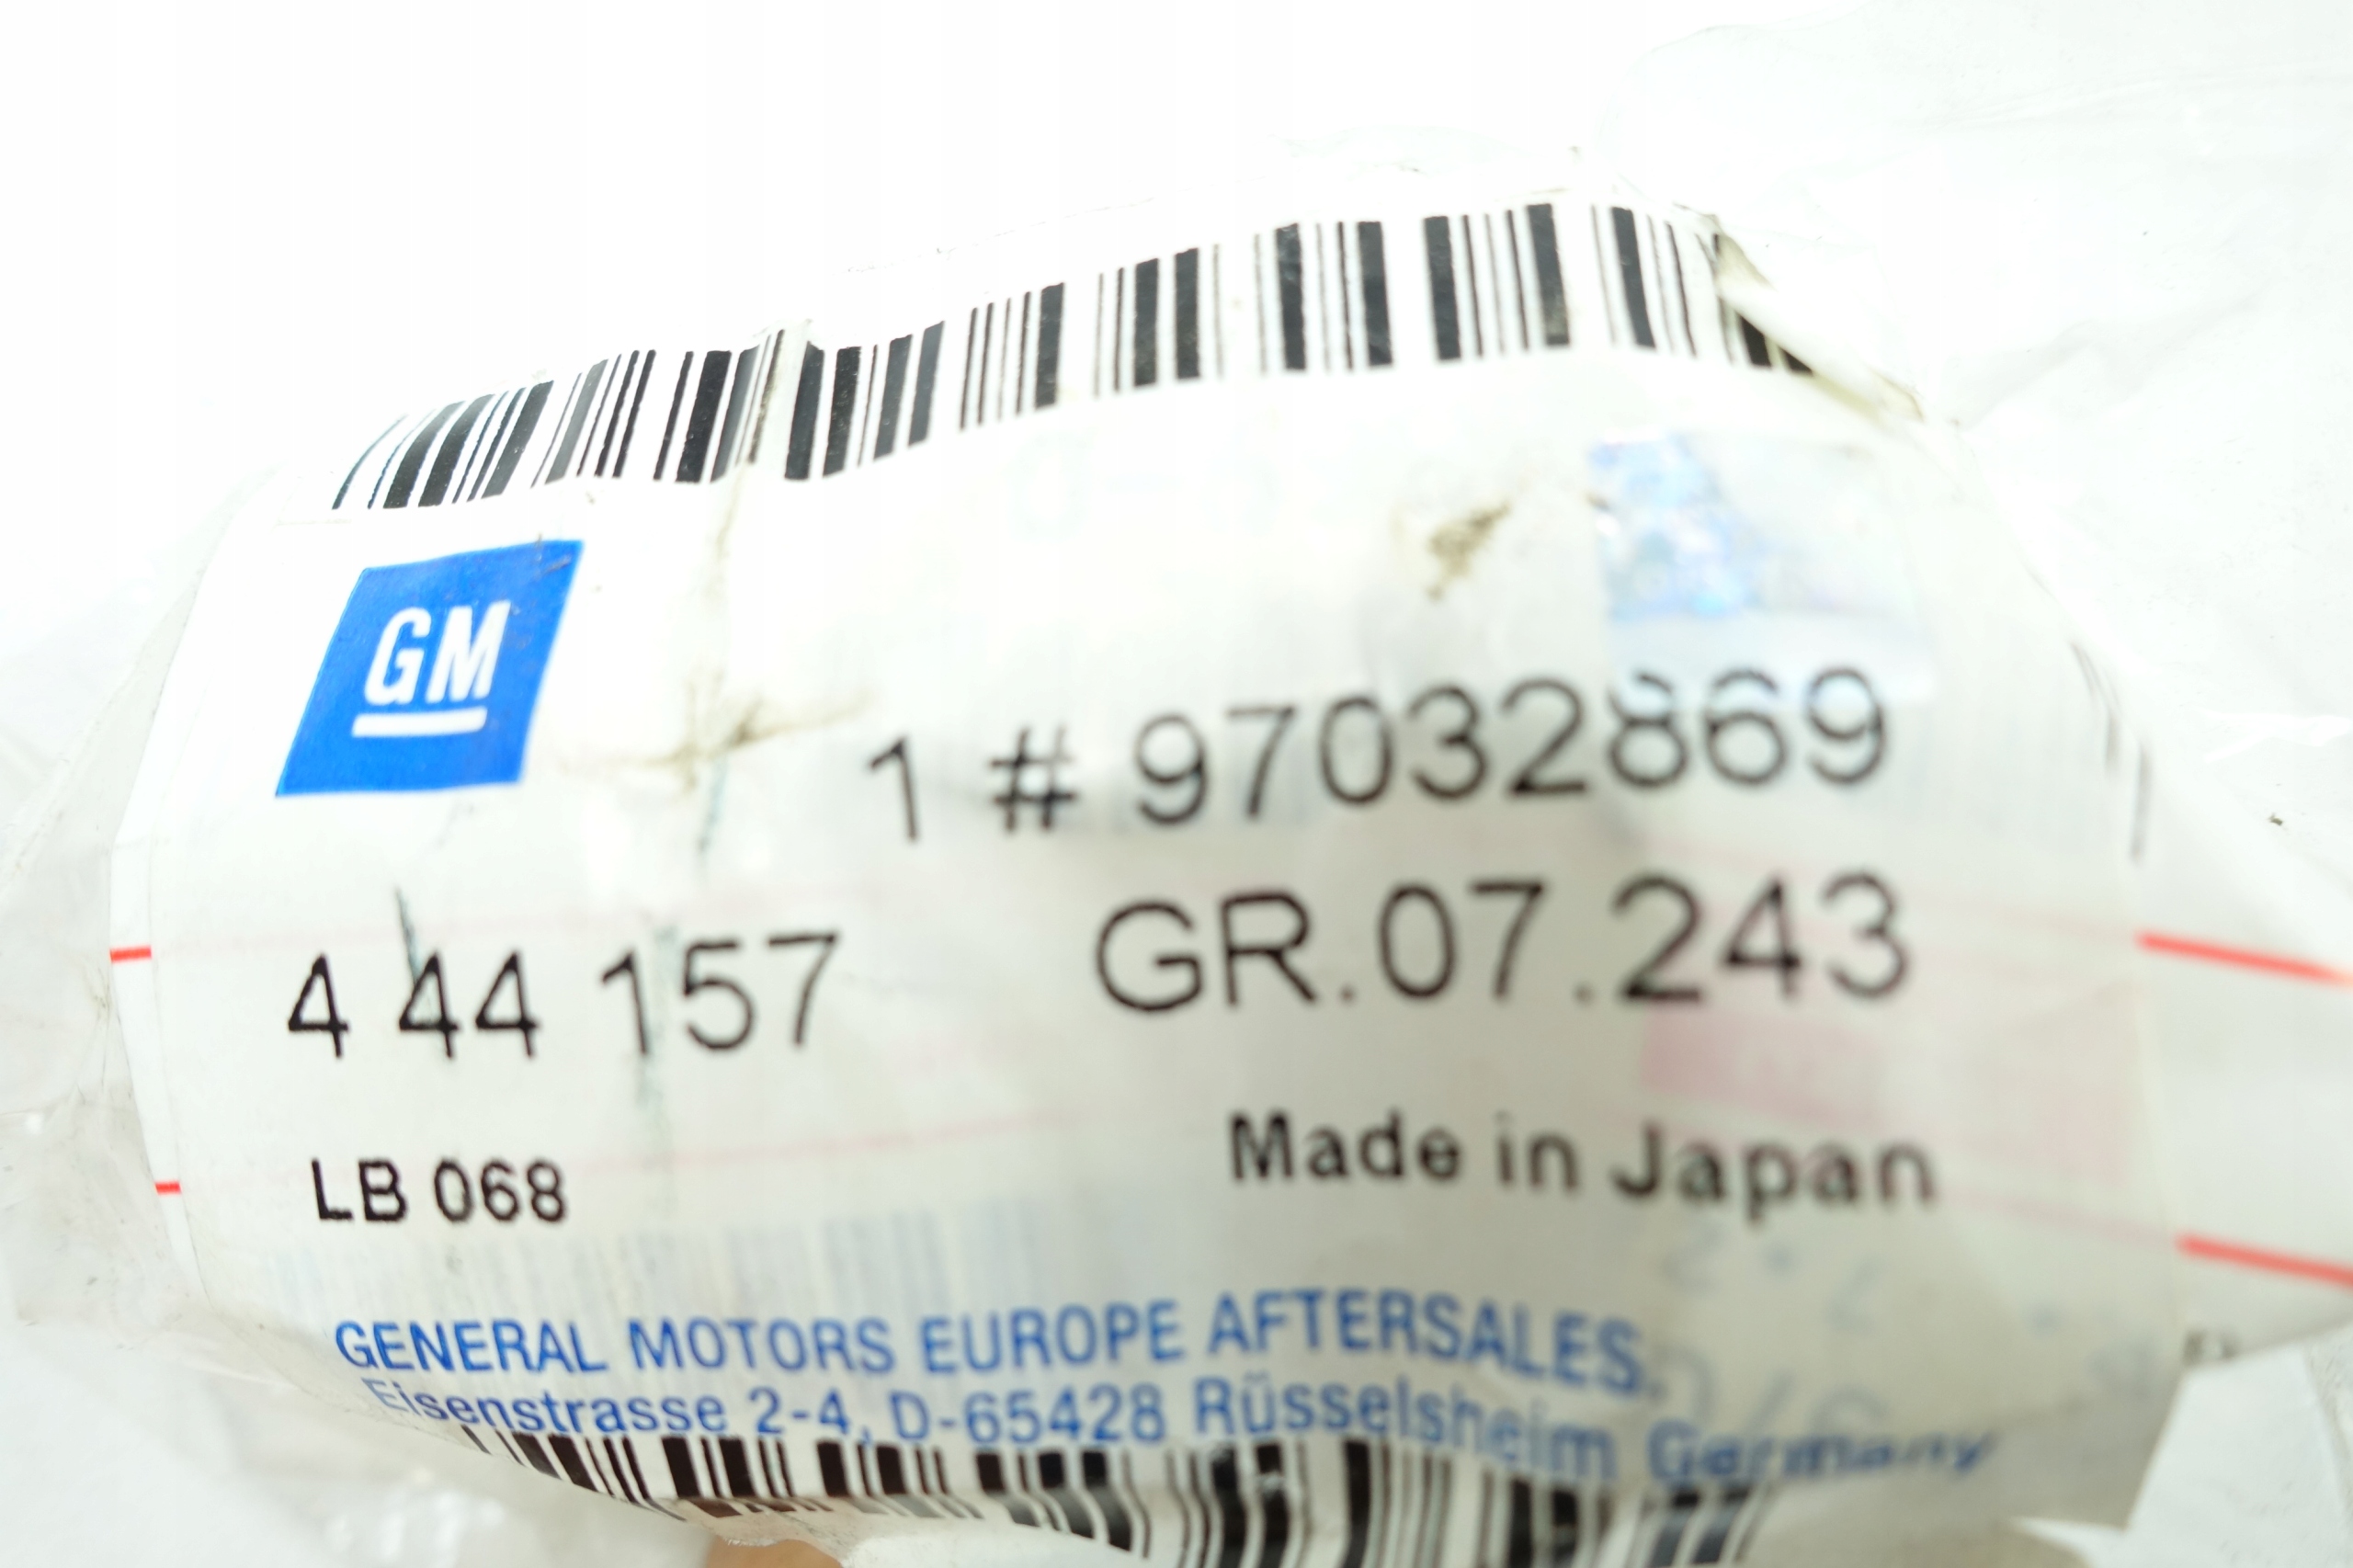 GM
1 # 97032869
4 44 157 GR.07.243
LB 068 Made in Japan
GENERAL MOTORS EUROPE AFTERSALES.
Eisenstrasse 2-4, D-65428 Rüsselsheim Germany